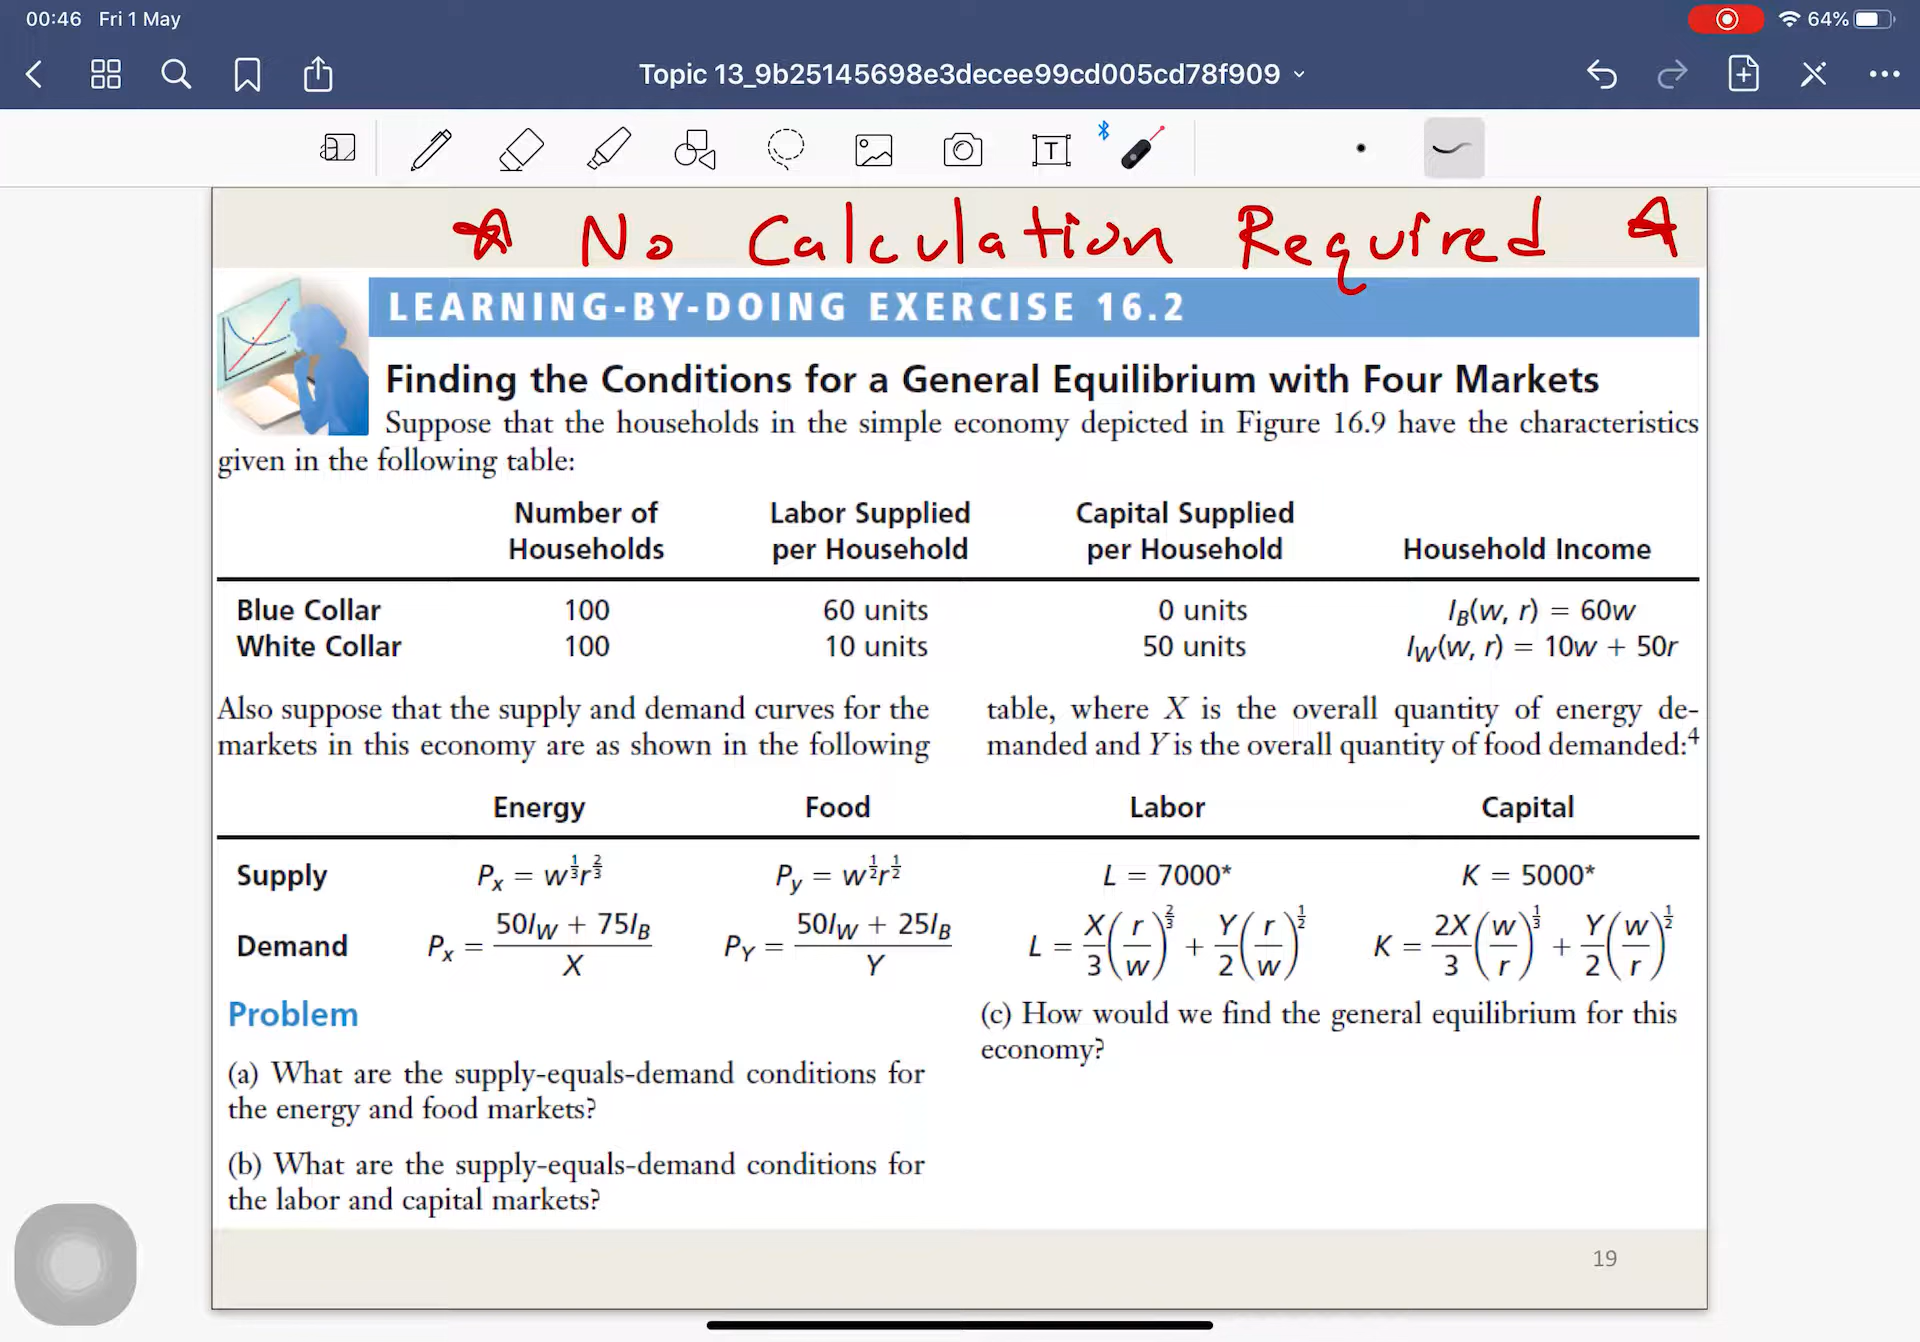 00:46 Fri 1 May
64%
Topic 13_9b25145698e3decee99cd005cd78f909
T
☆ No Calculation Required ☆
LEARNING-BY-DOING EXERCISE 16.2
Finding the Conditions for a General Equilibrium with Four Markets
Suppose that the households in the simple economy depicted in Figure 16.9 have the characteristics
given in the following table:
Number of Households Labor Supplied per Household Capital Supplied per Household Household Income
Blue Collar 100 60 units 0 units I_B(w, r) = 60w
White Collar 100 10 units 50 units I_W(w, r) = 10w + 50r
Also suppose that the supply and demand curves for the
markets in this economy are as shown in the following
table, where X is the overall quantity of energy de-
manded and Y is the overall quantity of food demanded:⁴
Energy Food Labor Capital
Supply P_x = w^(1/3) r^(2/3) P_y = w^(1/2) r^(1/2) L = 7000* K = 5000*
Demand P_x = (50I_W + 75I_B)/X P_Y = (50I_W + 25I_B)/Y L = X/3 (r/w)^(2/3) + Y/2 (r/w)^(1/2) K = 2X/3 (w/r)^(1/3) + Y/2 (w/r)^(1/2)
Problem
(a) What are the supply-equals-demand conditions for
the energy and food markets?
(b) What are the supply-equals-demand conditions for
the labor and capital markets?
(c) How would we find the general equilibrium for this
economy?
19